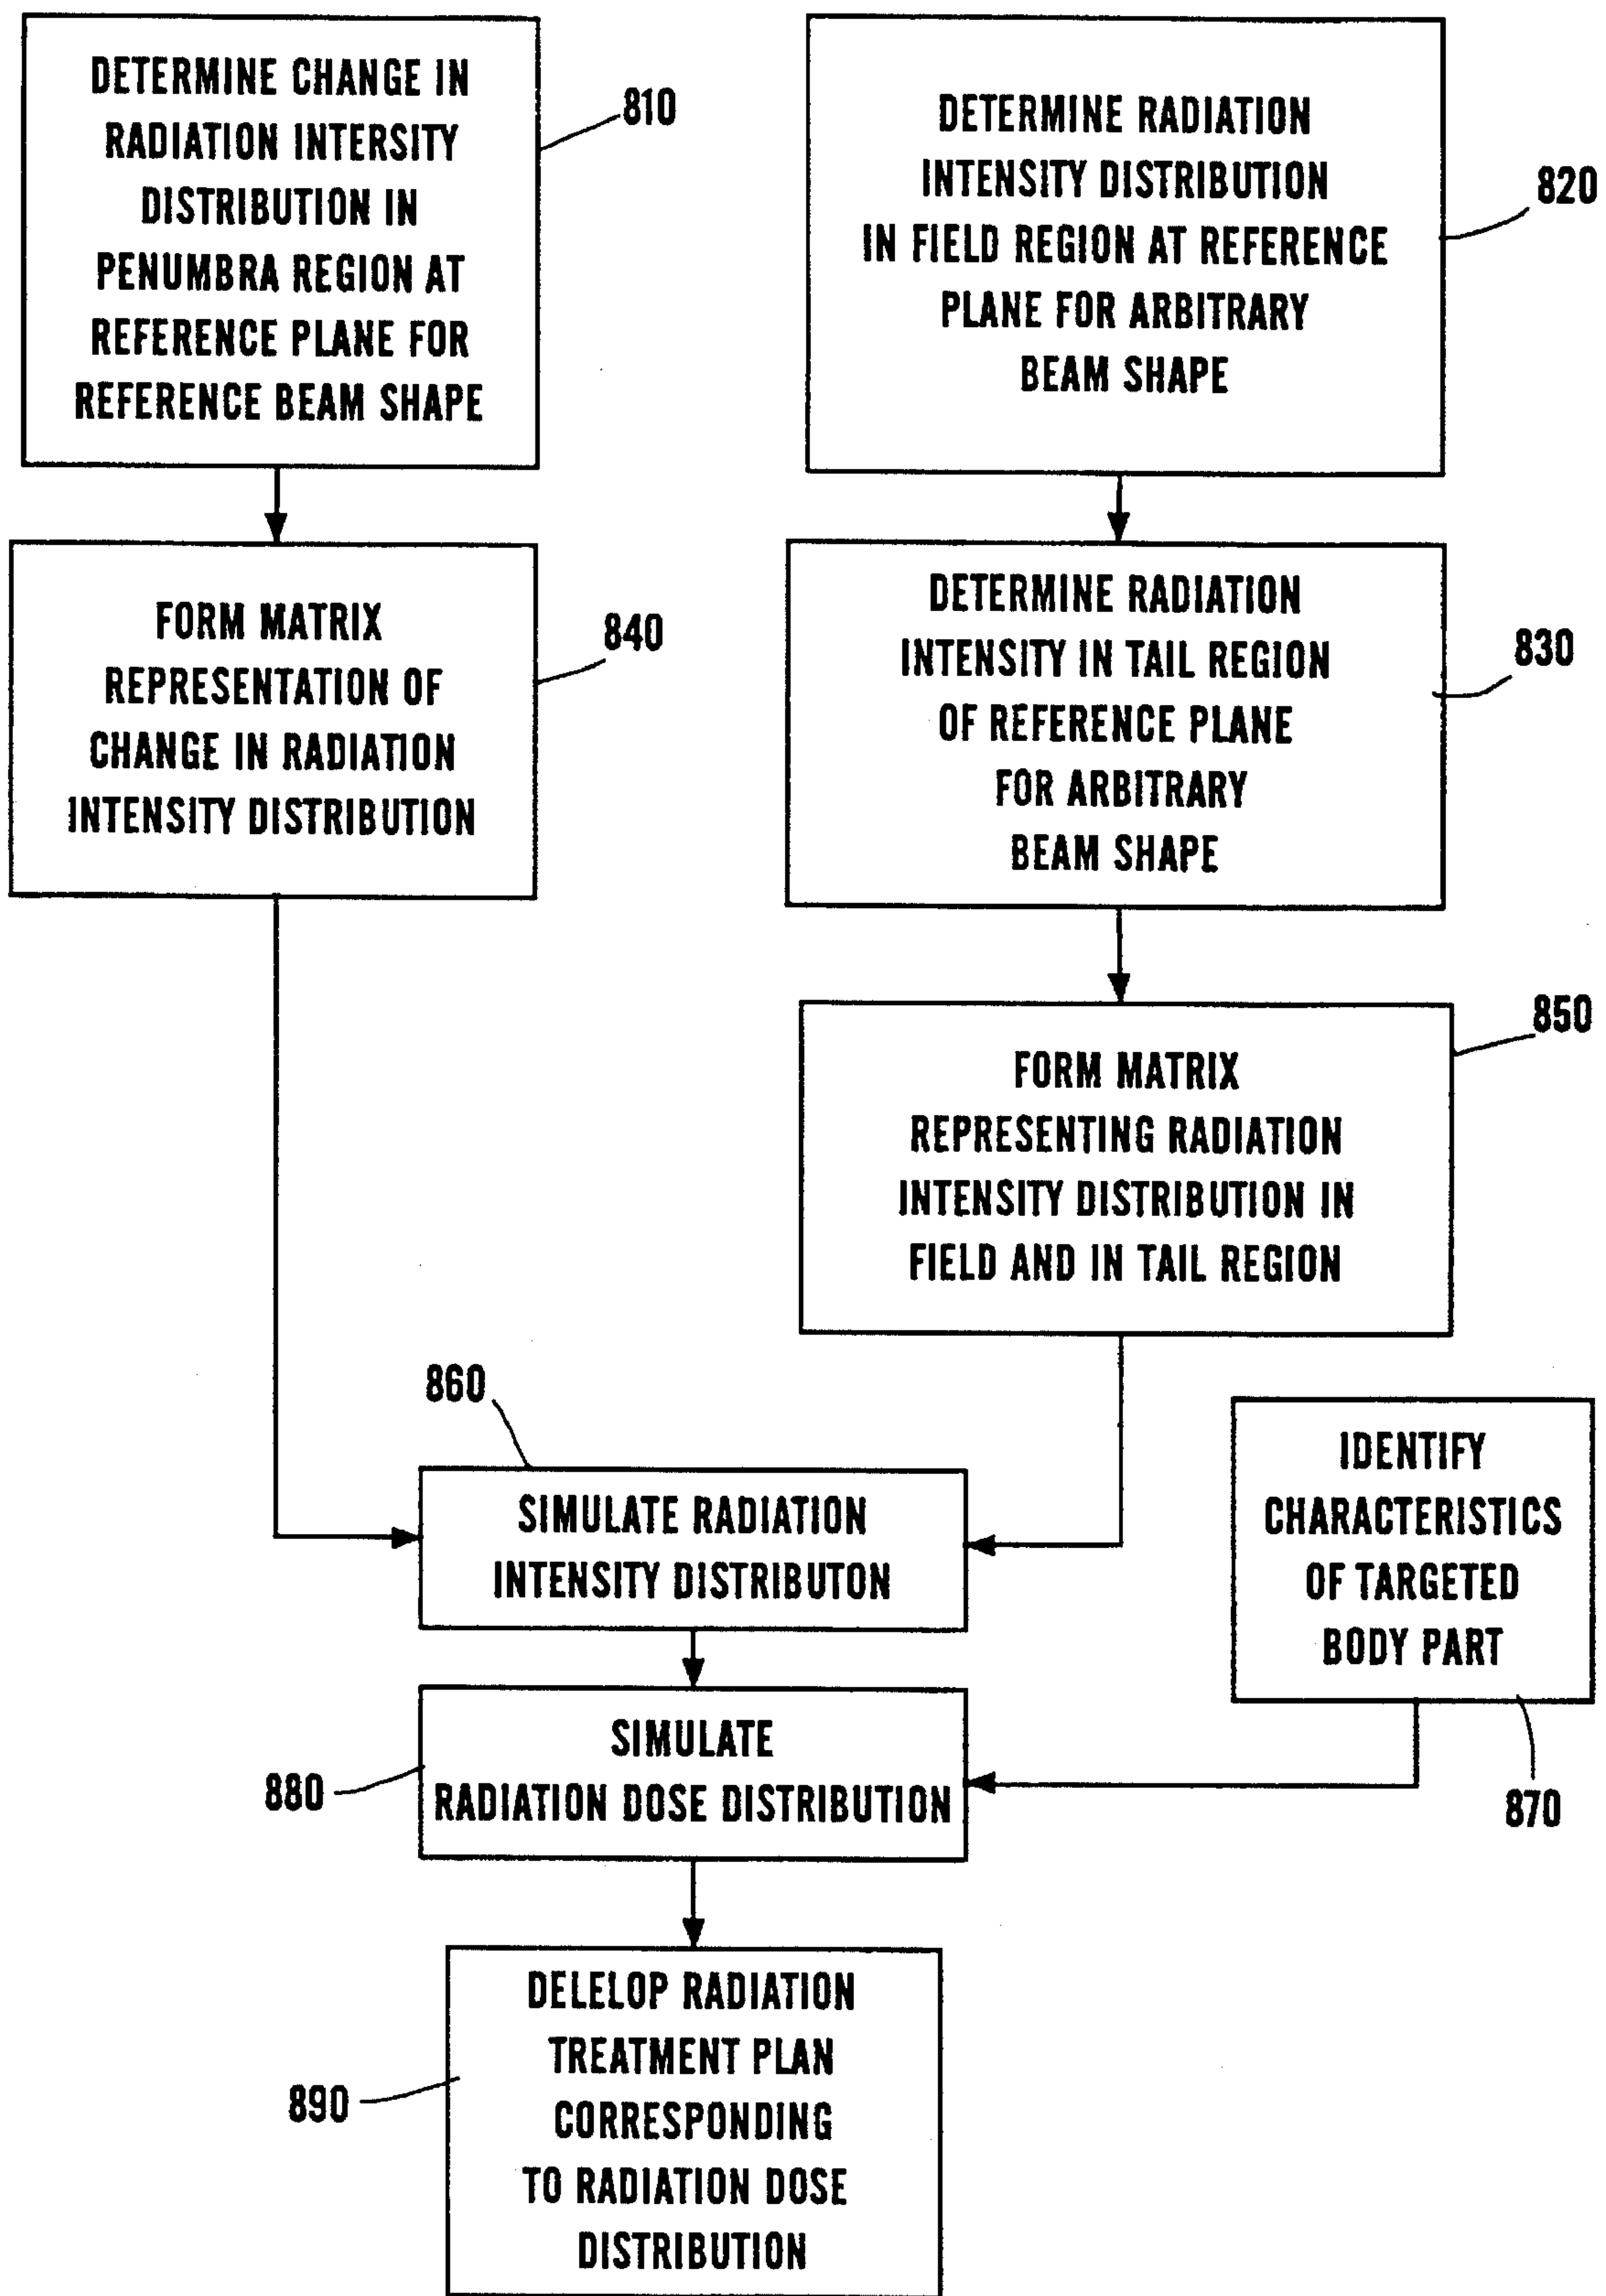 DETERMINE CHANGE IN
RADIATION INTERSITY
DISTRIBUTION IN
PENUMBRA REGION AT
REFERENCE PLANE FOR
REFERENCE BEAM SHAPE
810
DETERMINE RADIATION
INTENSITY DISTRIBUTION
IN FIELD REGION AT REFERENCE
PLANE FOR ARBITRARY
BEAM SHAPE
820
FORM MATRIX
REPRESENTATION OF
CHANGE IN RADIATION
INTENSITY DISTRIBUTION
840
DETERMINE RADIATION
INTENSITY IN TAIL REGION
OF REFERENCE PLANE
FOR ARBITRARY
BEAM SHAPE
830
FORM MATRIX
REPRESENTING RADIATION
INTENSITY DISTRIBUTION IN
FIELD AND IN TAIL REGION
850
860
SIMULATE RADIATION
INTENSITY DISTRIBUTON
IDENTIFY
CHARACTERISTICS
OF TARGETED
BODY PART
870
SIMULATE
RADIATION DOSE DISTRIBUTION
880
DELELOP RADIATION
TREATMENT PLAN
CORRESPONDING
TO RADIATION DOSE
DISTRIBUTION
890